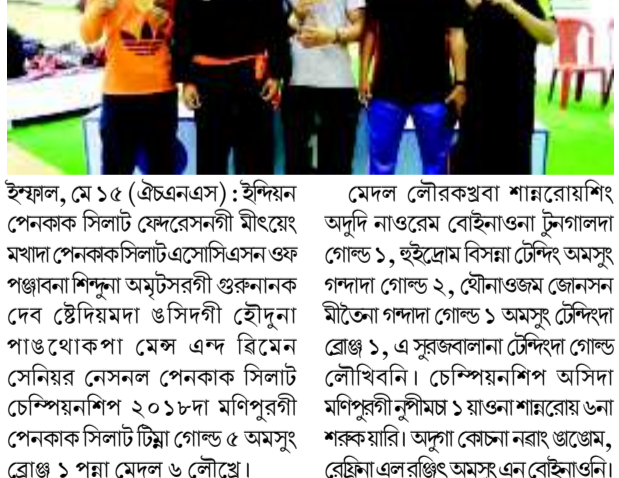 ইম্ফাল, মে ১৫ (ঐচএনএস) : ইন্দিয়ন
পেনকাক সিলাট ফেদরেসনগী মীৎয়েং
মখাদা পেনকাক সিলাট এসোসিএসন ওফ
পঞ্জাবনা শিন্দুনা অমৃটসরগী গুরুনানক
দেব ষ্টেদিয়মদা ঙসিদগী হৌদুনা
পাঙথোকপা মেন্স এন্দ ৱিমেন
সেনিয়র নেসনল পেনকাক সিলাট
চেম্পিয়নশিপ ২০১৮দা মণিপুরগী
পেনকাক সিলাট টিম্না গোল্ড ৫ অমসুং
ব্রোঞ্জ ১ পুন্না মেদল ৬ লৌখ্রে।
মেদল লৌরকখ্রবা শান্নরোয়শিং
অদুদি নাওরেম বোইনাওনা টুনগালদা
গোল্ড ১, হুইদ্রোম বিসন্না টেন্দিং অমসুং
গন্দাদা গোল্ড ২, থৌনাওজম জোনসন
মীতৈনা গন্দাদা গোল্ড ১ অমসুং টেন্দিংদা
ব্রোঞ্জ ১, এ সুরজবালানা টেন্দিংদা গোল্ড
লৌখিবনি। চেম্পিয়নশিপ অসিদা
মণিপুরগী নুপীমচা ১ য়াওনা শান্নরোয় ৬না
শরুক য়ারি। অদুগা কোচনা নৱাং ঙাঙোম,
রেফ্রিনা এল রঞ্জিৎ অমসুং এন বোইনাওনি।